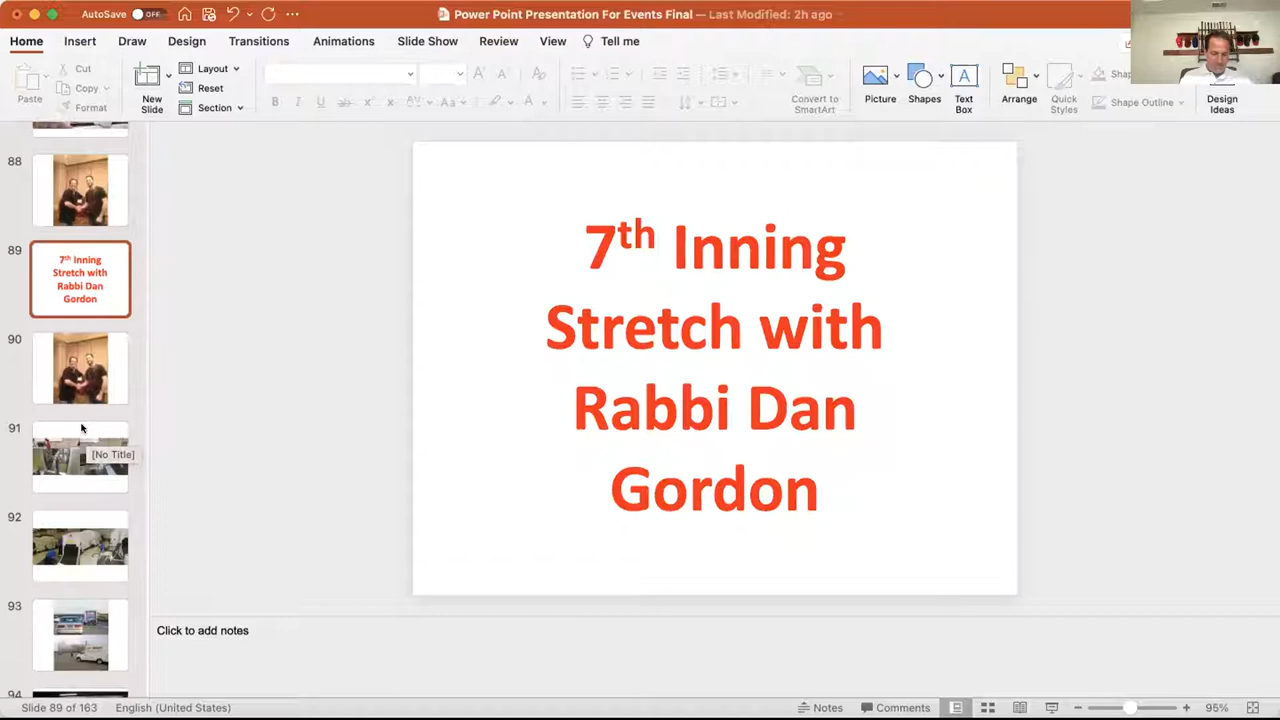 AutoSave OFF
Power Point Presentation For Events Final — Last Modified: 2h ago
Home Insert Draw Design Transitions Animations Slide Show Review View Tell me
Paste
Cut
Copy
Format
New Slide
Layout
Reset
Section
Convert to SmartArt
Picture
Shapes
Text Box
Arrange
Quick Styles
Shape Outline
Design Ideas
88
89
7th Inning
Stretch with
Rabbi Dan
Gordon
90
91
[No Title]
92
93
94
7th Inning
Stretch with
Rabbi Dan
Gordon
Click to add notes
Slide 89 of 163 English (United States) Notes Comments 95%